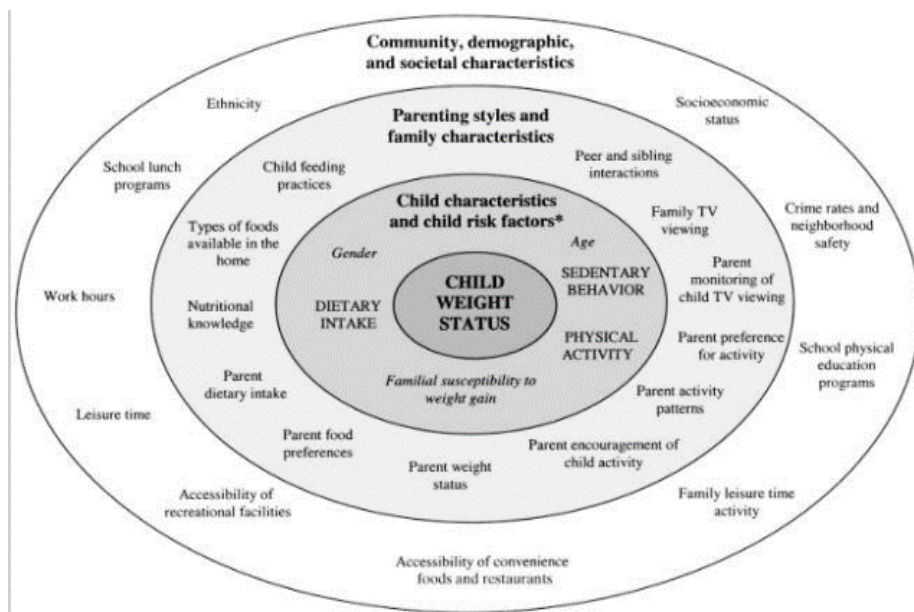 Community, demographic,
and societal characteristics
Ethnicity
Socioeconomic
status
Parenting styles and
family characteristics
School lunch
programs
Child feeding
practices
Peer and sibling
interactions
Child characteristics
and child risk factors*
Crime rates and
neighborhood
safety
Types of foods
available in the
home
Family TV
viewing
Gender
Age
Work hours
Nutritional
knowledge
DIETARY
INTAKE
CHILD
WEIGHT
STATUS
SEDENTARY
BEHAVIOR
Parent
monitoring of
child TV viewing
PHYSICAL
ACTIVITY
Parent preference
for activity
School physical
education
programs
Familial susceptibility to
weight gain
Parent
dietary intake
Parent activity
patterns
Leisure time
Parent food
preferences
Parent weight
status
Parent encouragement of
child activity
Accessibility of
recreational facilities
Family leisure time
activity
Accessibility of convenience
foods and restaurants